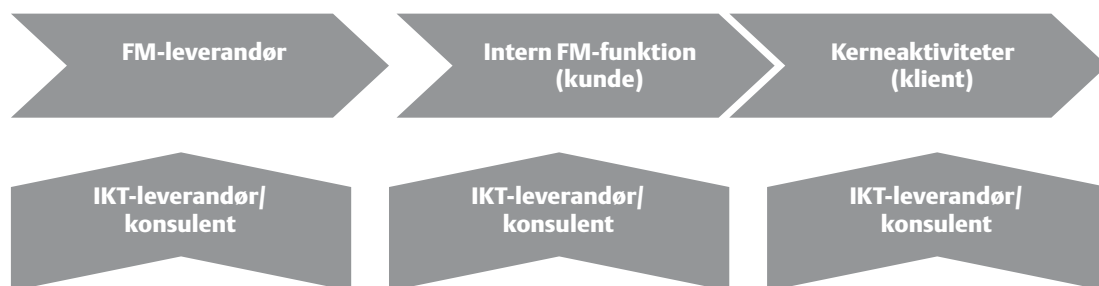 FM-leverandør
Intern FM-funktion
(kunde)
Kerneaktiviteter
(klient)
IKT-leverandør/
konsulent
IKT-leverandør/
konsulent
IKT-leverandør/
konsulent